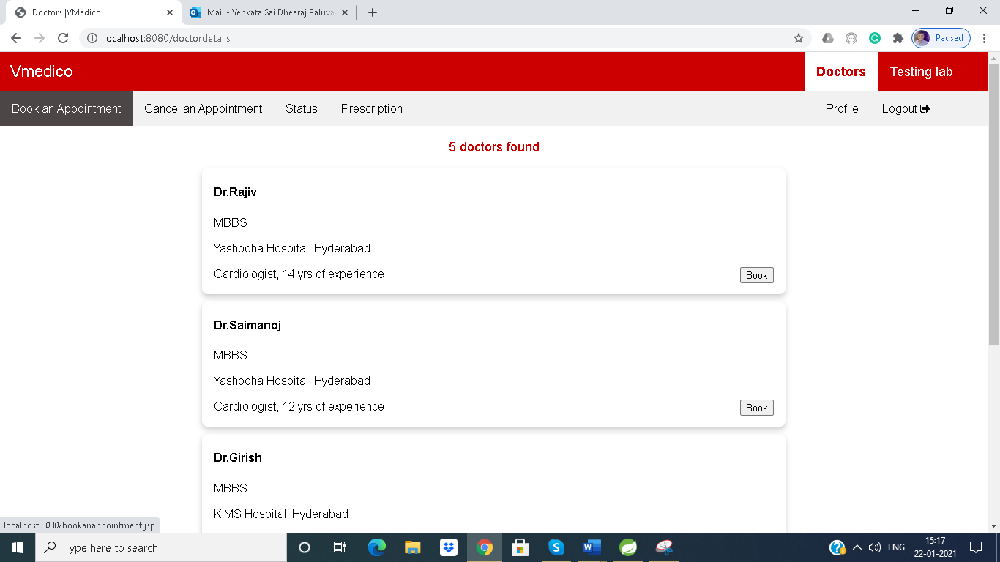 Doctors |VMedico
Mail - Venkata Sai Dheeraj Paluva
localhost:8080/doctordetails
Paused
Vmedico
Doctors
Testing lab
Book an Appointment
Cancel an Appointment
Status
Prescription
Profile
Logout
5 doctors found
Dr.Rajiv
MBBS
Yashodha Hospital, Hyderabad
Cardiologist, 14 yrs of experience
Book
Dr.Saimanoj
MBBS
Yashodha Hospital, Hyderabad
Cardiologist, 12 yrs of experience
Book
Dr.Girish
MBBS
KIMS Hospital, Hyderabad
localhost:8080/bookanappointment.jsp
Type here to search
ENG
15:17
22-01-2021